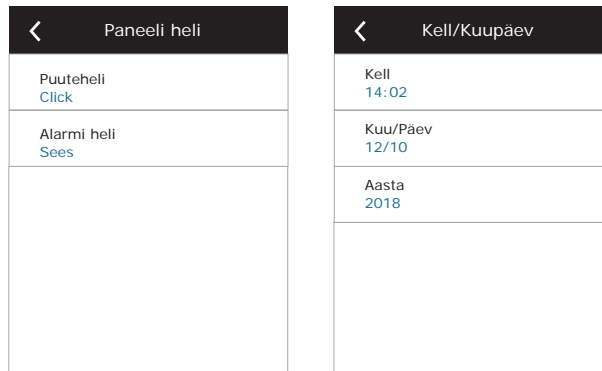 Paneeli heli
Puuteheli
Click
Alarmi heli
Sees
Kell/Kuupäev
Kell
14:02
Kuu/Päev
12/10
Aasta
2018